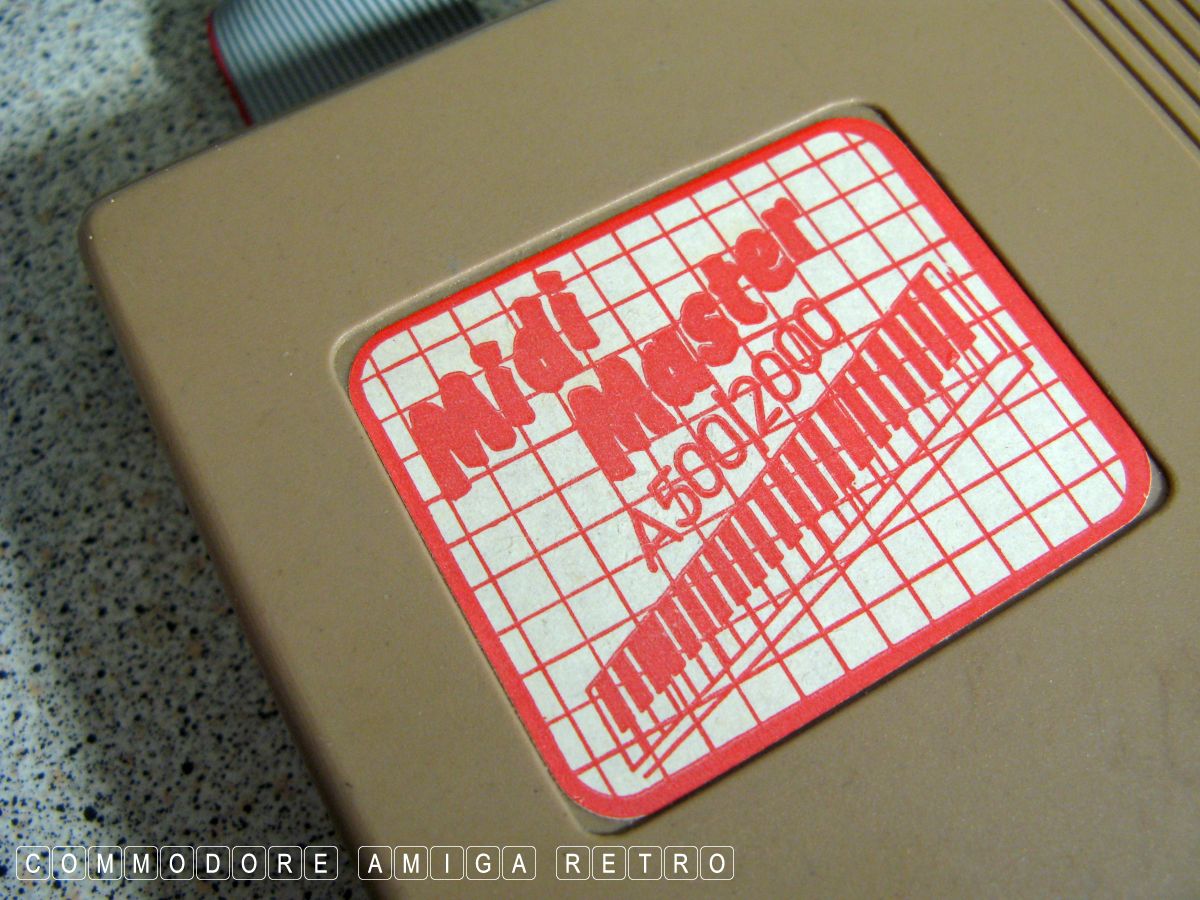 Midi
Master
A500/2000
COMMODORE AMIGA RETRO